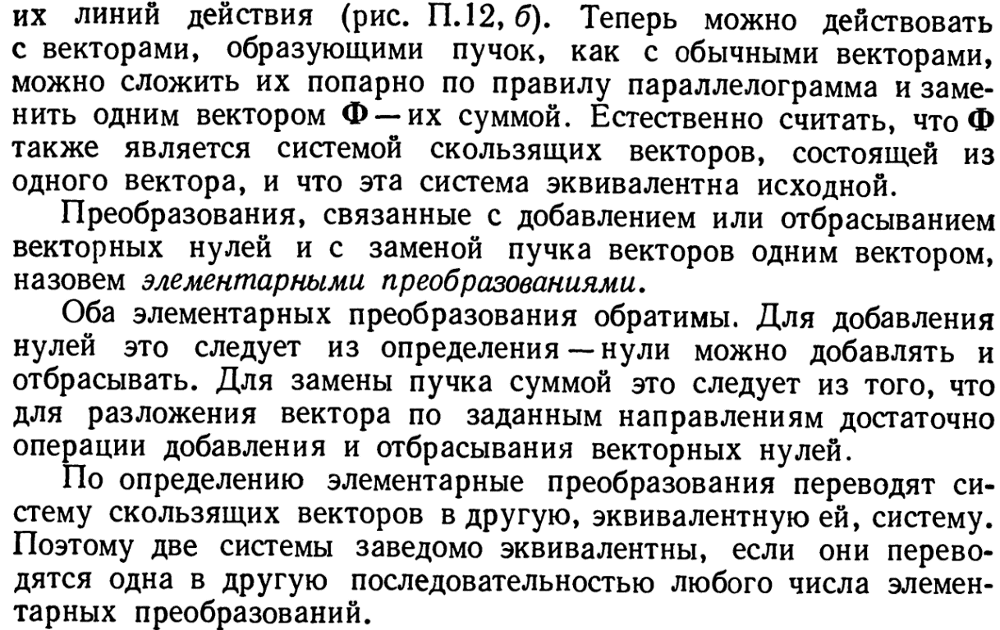 их линий действия (рис. П.12, б). Теперь можно действовать
с векторами, образующими пучок, как с обычными векторами,
можно сложить их попарно по правилу параллелограмма и заме-
нить одним вектором Ф — их суммой. Естественно считать, что Ф
также является системой скользящих векторов, состоящей из
одного вектора, и что эта система эквивалентна исходной.
Преобразования, связанные с добавлением или отбрасыванием
векторных нулей и с заменой пучка векторов одним вектором,
назовем элементарными преобразованиями.
Оба элементарных преобразования обратимы. Для добавления
нулей это следует из определения — нули можно добавлять и
отбрасывать. Для замены пучка суммой это следует из того, что
для разложения вектора по заданным направлениям достаточно
операции добавления и отбрасывания векторных нулей.
По определению элементарные преобразования переводят си-
стему скользящих векторов в другую, эквивалентную ей, систему.
Поэтому две системы заведомо эквивалентны, если они перево-
дятся одна в другую последовательностью любого числа элемен-
тарных преобразований.